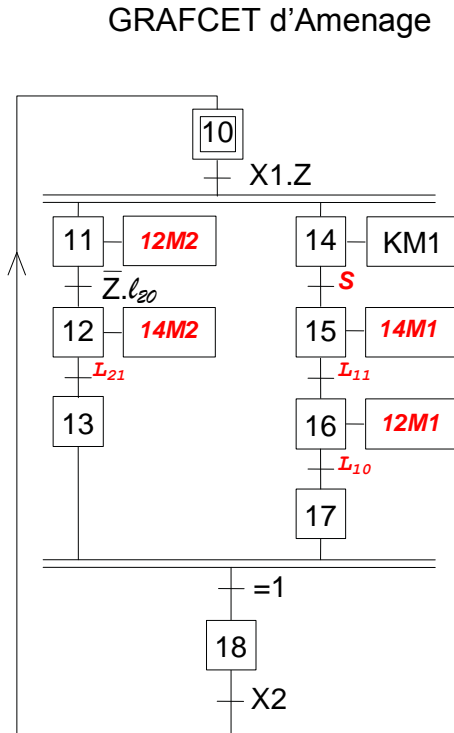 GRAFCET d'Amenage
10
X1.Z
11 12M2 14 KM1
Z̅.l₂₀ S
12 14M2 15 14M1
L₂₁ L₁₁
13 16 12M1
L₁₀
17
=1
18
X2